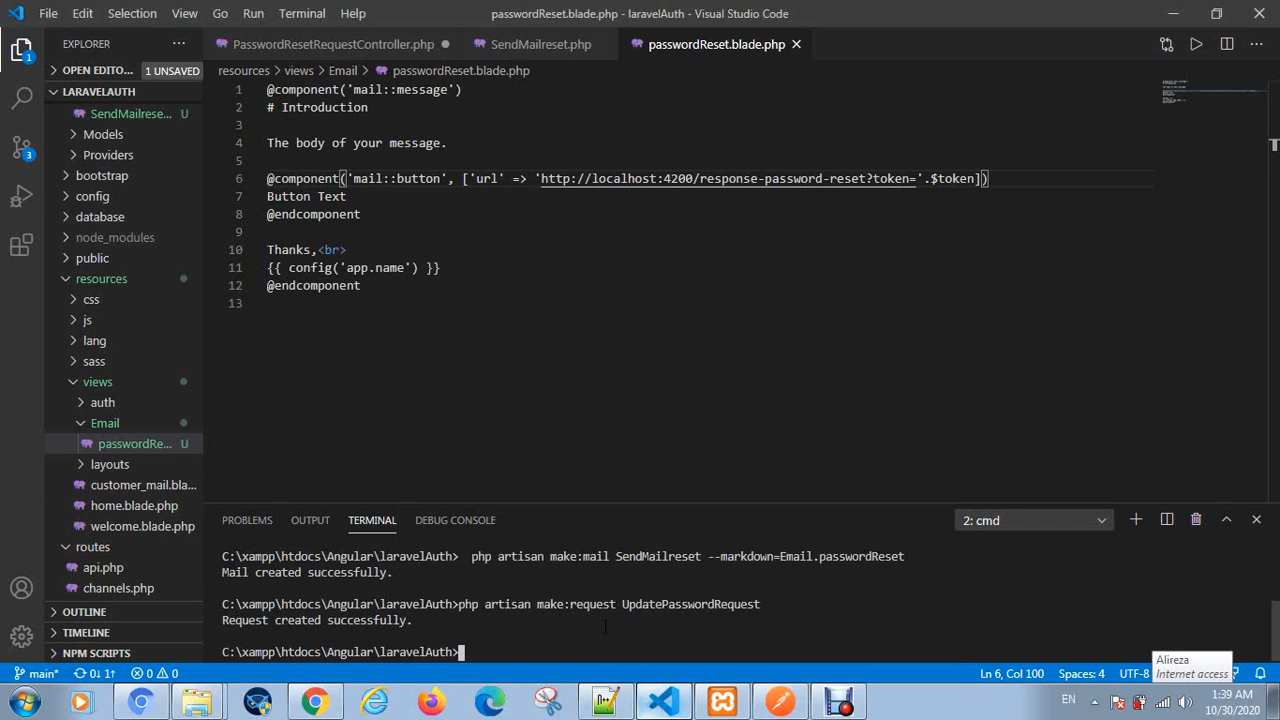 File Edit Selection View Go Run Terminal Help passwordReset.blade.php - laravelAuth - Visual Studio Code
EXPLORER
PasswordResetRequestController.php SendMailreset.php passwordReset.blade.php
OPEN EDITO... 1 UNSAVED
resources > views > Email > passwordReset.blade.php
LARAVELAUTH
SendMailrese... U
Models
Providers
bootstrap
config
database
node_modules
public
resources
css
js
lang
sass
views
auth
Email
passwordRe... U
layouts
customer_mail.bla...
home.blade.php
welcome.blade.php
routes
api.php
channels.php
OUTLINE
TIMELINE
NPM SCRIPTS
1 @component('mail::message')
2 # Introduction
3
4 The body of your message.
5
6 @component('mail::button', ['url' => 'http://localhost:4200/response-password-reset?token='.$token])
7 Button Text
8 @endcomponent
9
10 Thanks,<br>
11 {{ config('app.name') }}
12 @endcomponent
13
PROBLEMS OUTPUT TERMINAL DEBUG CONSOLE 2: cmd
C:\xampp\htdocs\Angular\laravelAuth> php artisan make:mail SendMailreset --markdown=Email.passwordReset
Mail created successfully.
C:\xampp\htdocs\Angular\laravelAuth>php artisan make:request UpdatePasswordRequest
Request created successfully.
C:\xampp\htdocs\Angular\laravelAuth>
main* 0↓ 1↑ 0 0 Ln 6, Col 100 Spaces: 4 UTF-8
Alireza
Internet access
EN 1:39 AM
10/30/2020
1
3